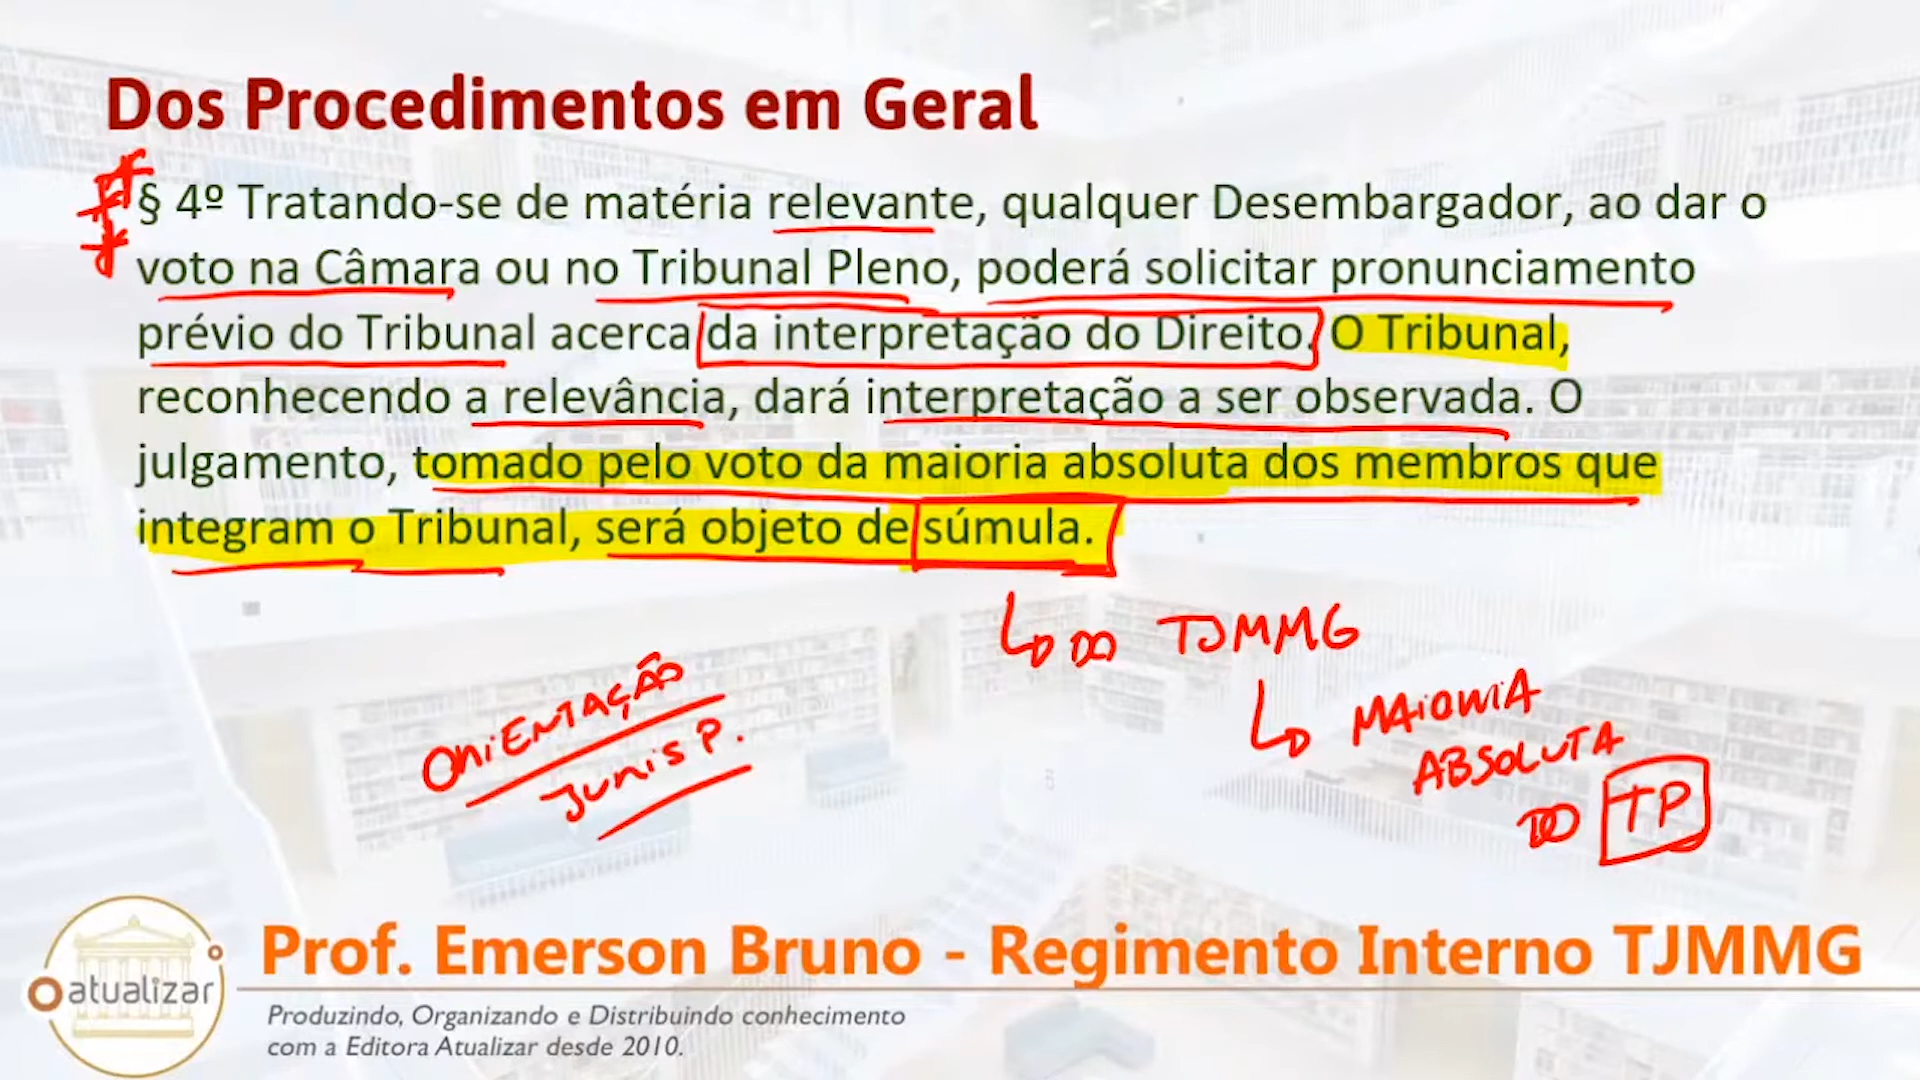 Dos Procedimentos em Geral
§ 4º Tratando-se de matéria relevante, qualquer Desembargador, ao dar o
voto na Câmara ou no Tribunal Pleno, poderá solicitar pronunciamento
prévio do Tribunal acerca da interpretação do Direito. O Tribunal,
reconhecendo a relevância, dará interpretação a ser observada. O
julgamento, tomado pelo voto da maioria absoluta dos membros que
integram o Tribunal, será objeto de súmula.
DO TJMMG
ORIENTAÇÃO
JURISP.
MAIORIA
ABSOLUTA
DO TP
Prof. Emerson Bruno - Regimento Interno TJMMG
atualizar
Produzindo, Organizando e Distribuindo conhecimento
com a Editora Atualizar desde 2010.